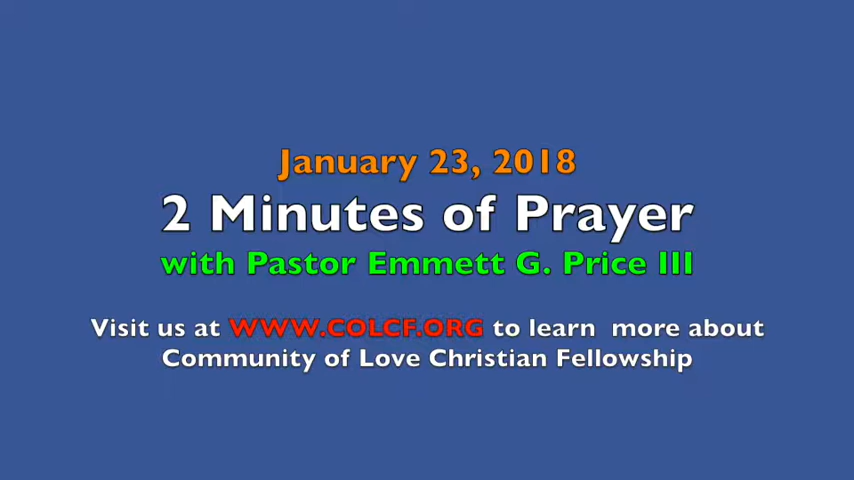 January 23, 2018
2 Minutes of Prayer
with Pastor Emmett G. Price III
Visit us at WWW.COLCF.ORG to learn  more about
Community of Love Christian Fellowship